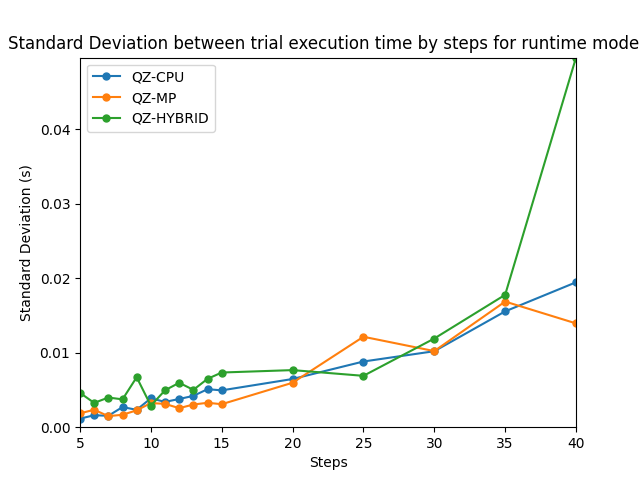 Standard Deviation between trial execution time by steps for runtime mode
QZ-CPU
QZ-MP
QZ-HYBRID
Standard Deviation (s)
0.04
0.03
0.02
0.01
0.00
5
10
15
20
25
30
35
40
Steps